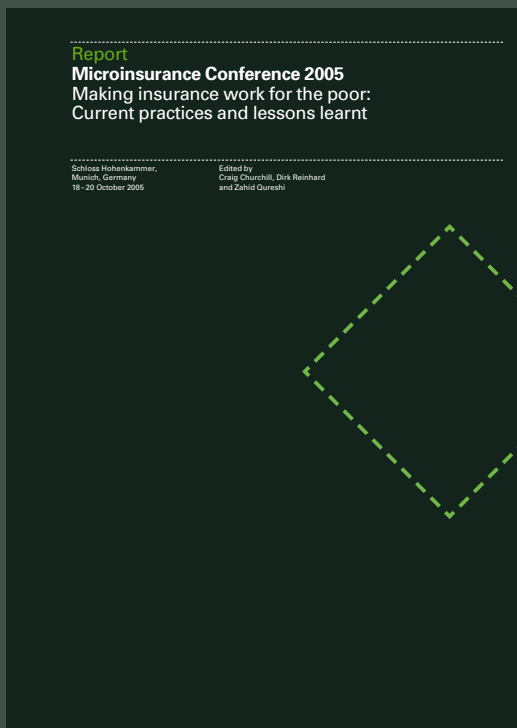 Report
Microinsurance Conference 2005
Making insurance work for the poor:
Current practices and lessons learnt
Schloss Hohenkammer,
Munich, Germany
18–20 October 2005
Edited by
Craig Churchill, Dirk Reinhard
and Zahid Qureshi